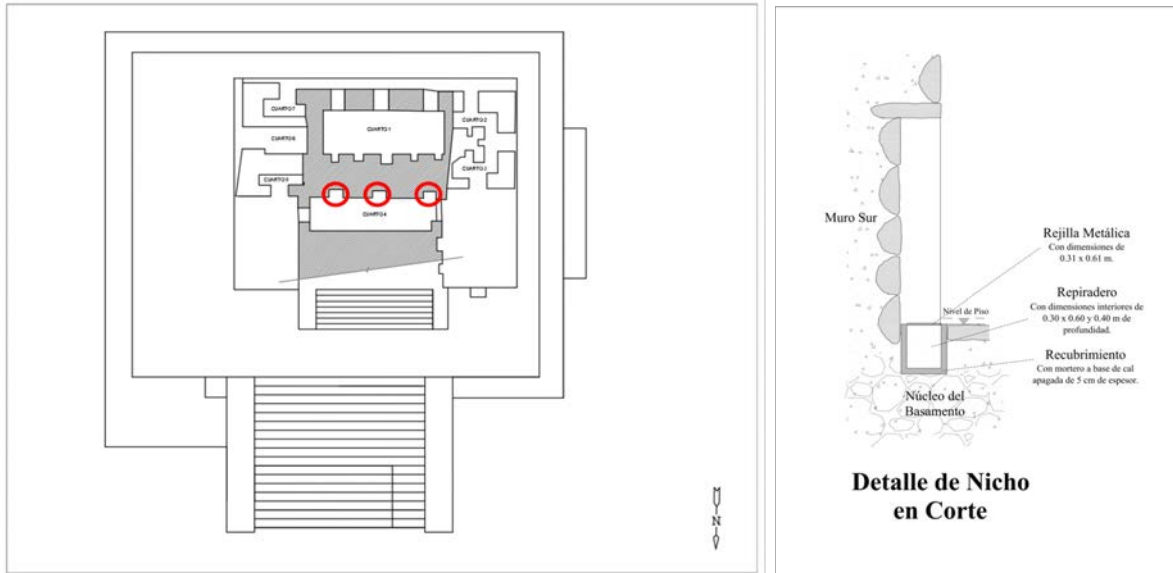 CUARTO 7
CUARTO 2
CUARTO 1
CUARTO 6
CUARTO 3
CUARTO 4
N
Muro Sur
Rejilla Metálica
Con dimensiones de
0.31 x 0.61 m.
Repiradero
Con dimensiones interiores de
0.30 x 0.60 y 0.40 m de
profundidad.
Nivel de Piso
Recubrimiento
Con mortero a base de cal
apagada de 5 cm de espesor.
Núcleo del
Basamento
Detalle de Nicho
en Corte